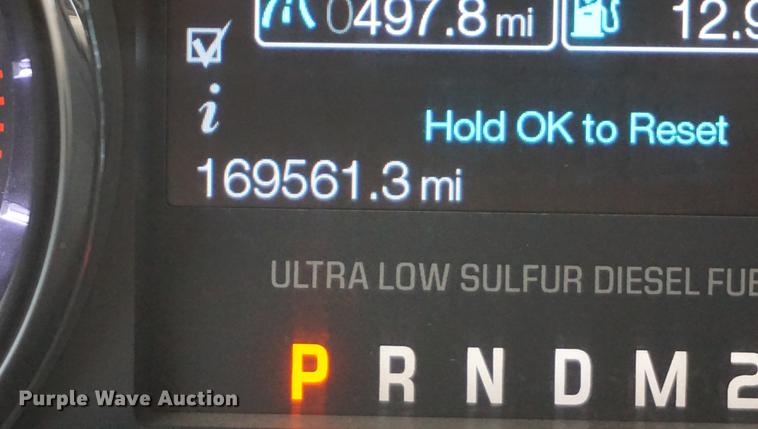 0497.8 mi
12.9
i
Hold OK to Reset
169561.3 mi
ULTRA LOW SULFUR DIESEL FUE
P R N D M 2
Purple Wave Auction